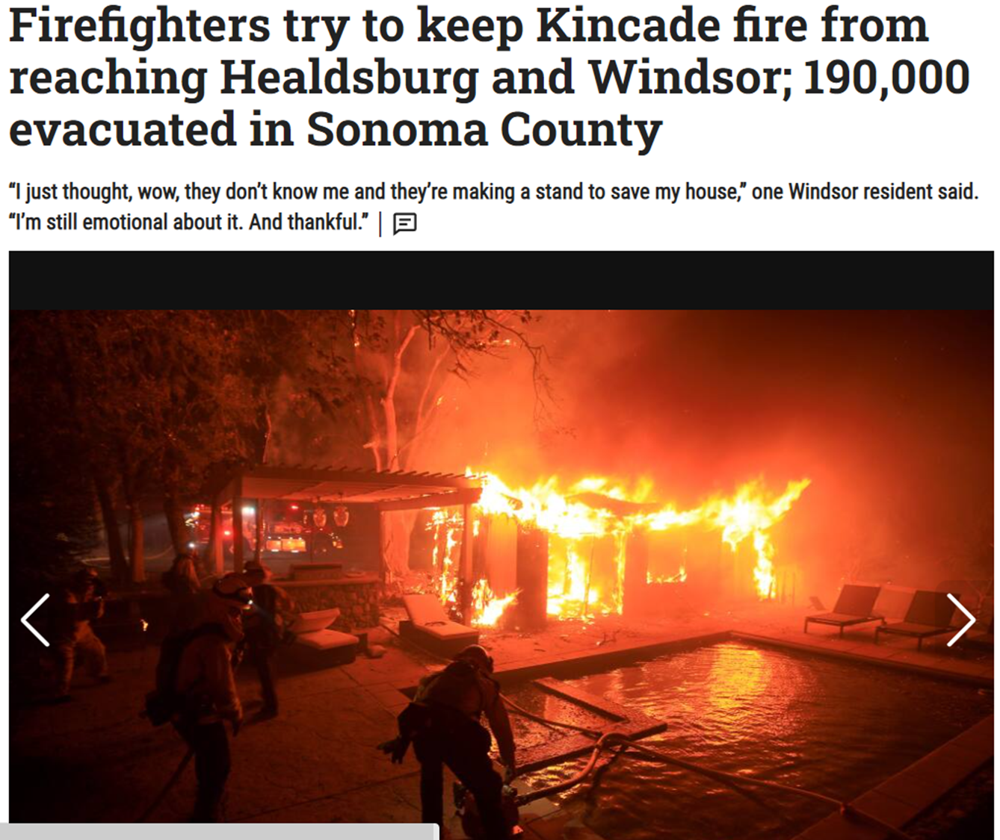 Firefighters try to keep Kincade fire from
reaching Healdsburg and Windsor; 190,000
evacuated in Sonoma County
“I just thought, wow, they don’t know me and they’re making a stand to save my house,” one Windsor resident said.
“I’m still emotional about it. And thankful.” |